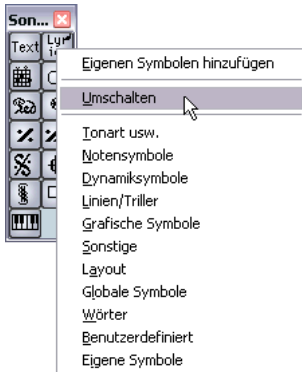 Son...
Text
Eigenen Symbolen hinzufügen
Umschalten
Tonart usw.
Notensymbole
Dynamiksymbole
Linien/Triller
Grafische Symbole
Sonstige
Layout
Globale Symbole
Wörter
Benutzerdefiniert
Eigene Symbole